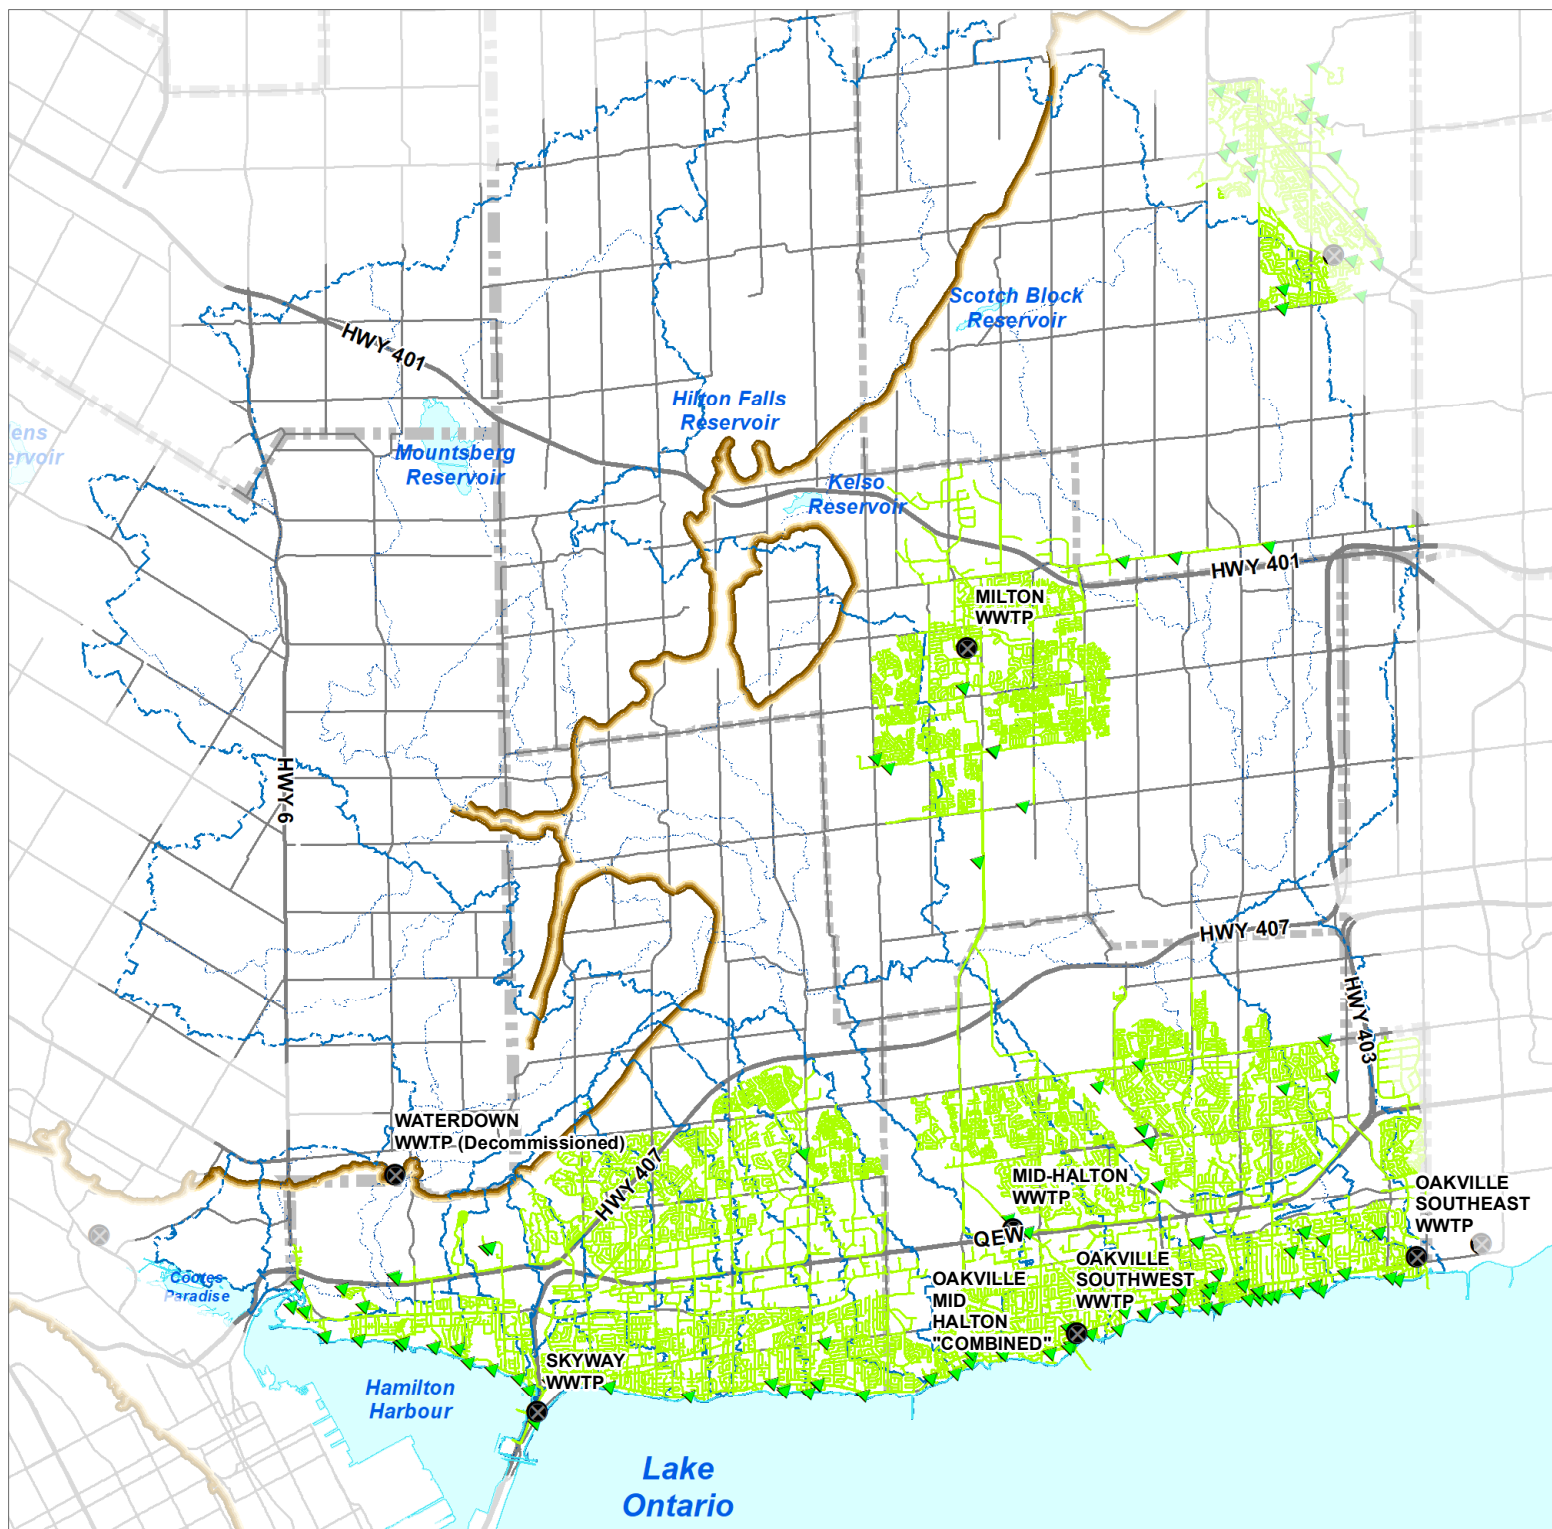 Scotch Block
Reservoir
HWY 401
Hilton Falls
Reservoir
Mountsberg
Reservoir
Kelso
Reservoir
HWY 401
MILTON
WWTP
HWY 6
HWY 407
HWY 403
WATERDOWN
WWTP (Decommissioned)
HWY 407
MID-HALTON
WWTP
OAKVILLE
SOUTHEAST
WWTP
QEW
OAKVILLE
SOUTHWEST
WWTP
OAKVILLE
MID
HALTON
"COMBINED"
Cootes
Paradise
SKYWAY
WWTP
Hamilton
Harbour
Lake
Ontario